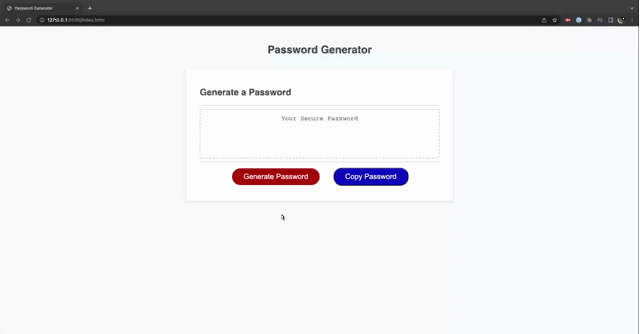 Password Generator
127.0.0.1:5500/index.html
Password Generator
Generate a Password
Your Secure Password
Generate Password
Copy Password